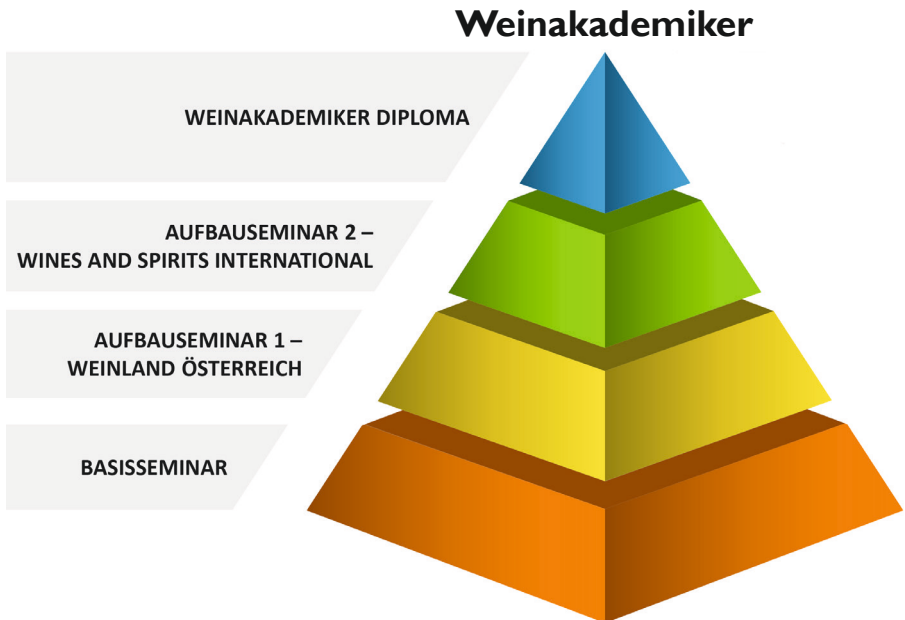 Weinakademiker
WEINAKADEMIKER DIPLOMA
AUFBAUSEMINAR 2 –
WINES AND SPIRITS INTERNATIONAL
AUFBAUSEMINAR 1 –
WEINLAND ÖSTERREICH
BASISSEMINAR